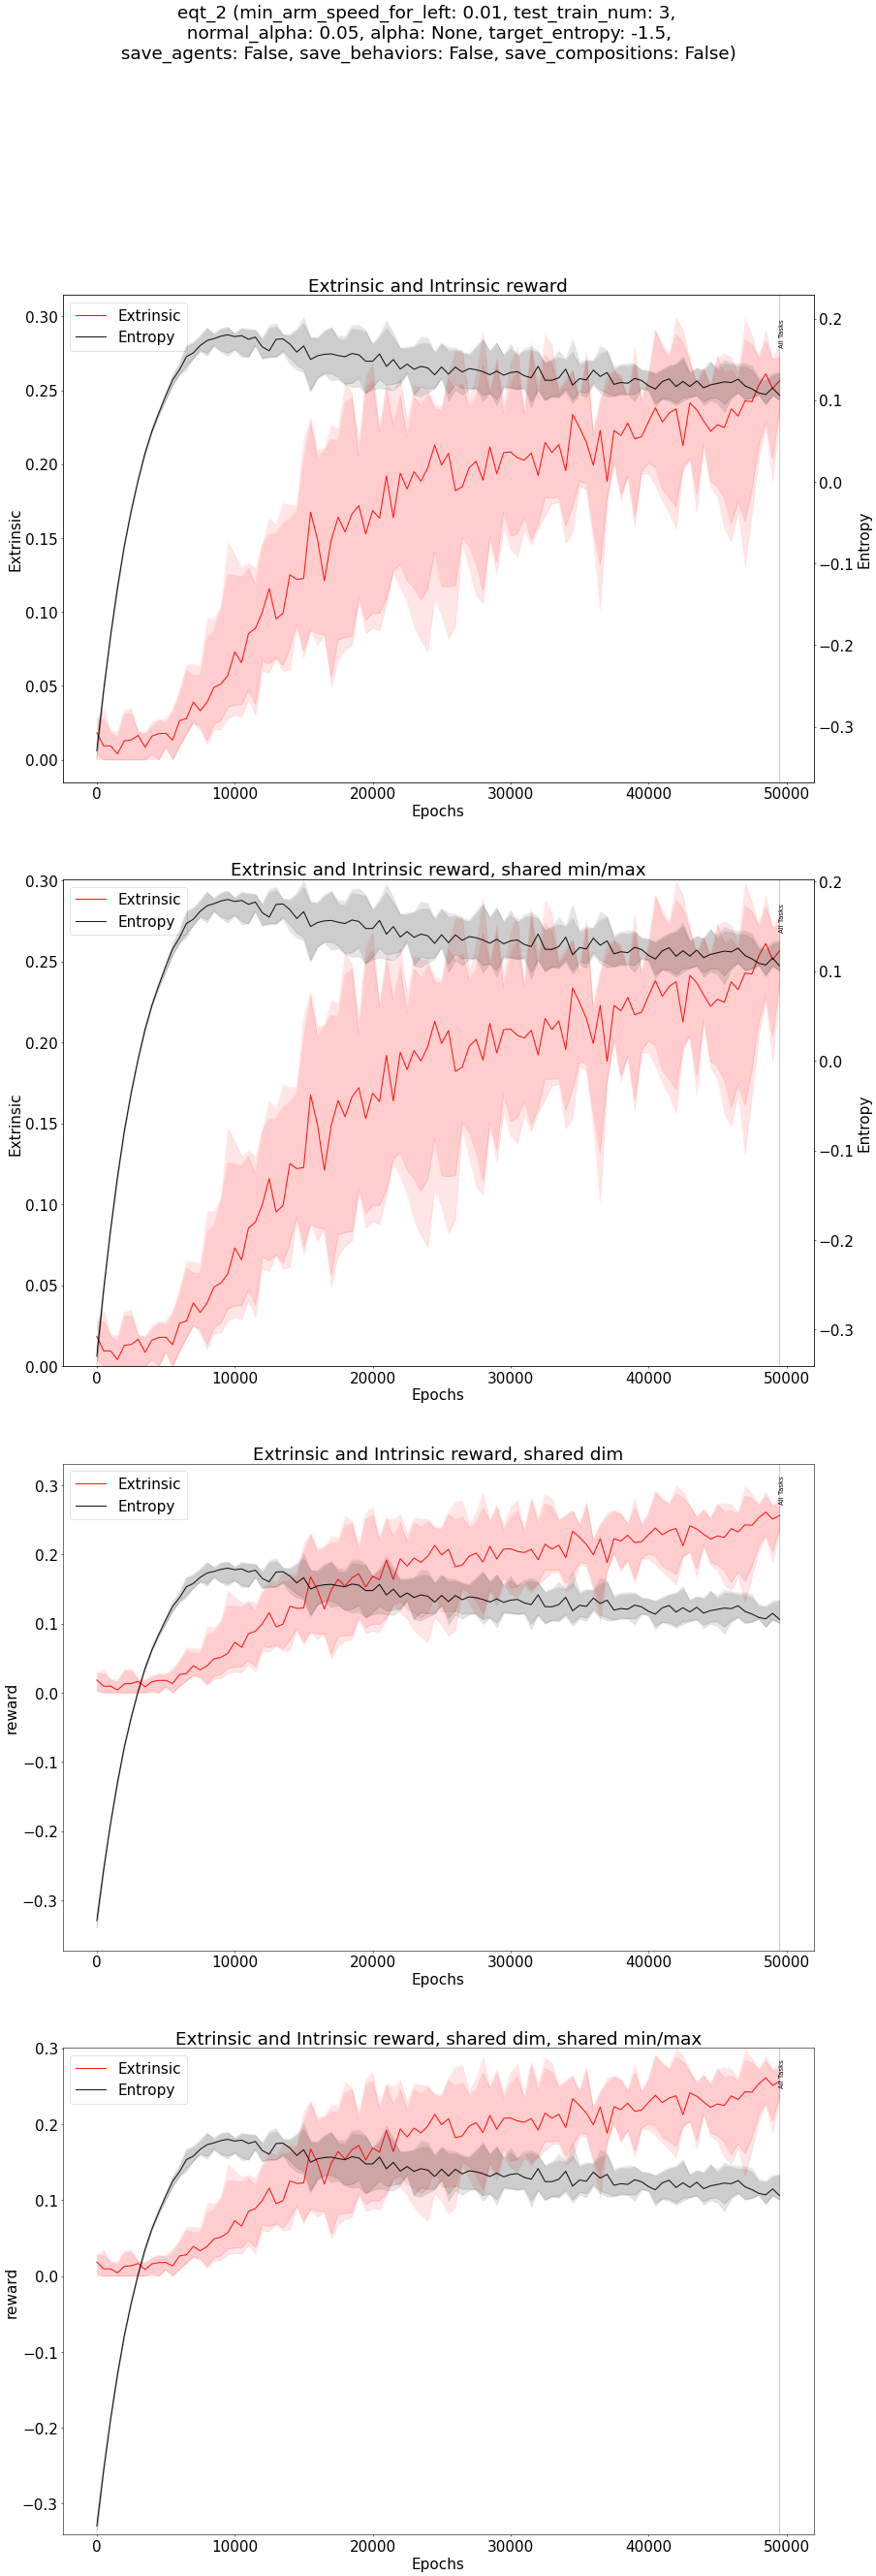 eqt_2 (min_arm_speed_for_left: 0.01, test_train_num: 3,
normal_alpha: 0.05, alpha: None, target_entropy: -1.5,
save_agents: False, save_behaviors: False, save_compositions: False)
Extrinsic and Intrinsic reward
Extrinsic
Entropy
All Tasks
0.30
0.25
0.20
0.15
0.10
0.05
0.00
Extrinsic
0.2
0.1
0.0
−0.1
−0.2
−0.3
Entropy
0 10000 20000 30000 40000 50000
Epochs
Extrinsic and Intrinsic reward, shared min/max
Extrinsic
Entropy
All Tasks
0.30
0.25
0.20
0.15
0.10
0.05
0.00
Extrinsic
0.2
0.1
0.0
−0.1
−0.2
−0.3
Entropy
0 10000 20000 30000 40000 50000
Epochs
Extrinsic and Intrinsic reward, shared dim
Extrinsic
Entropy
All Tasks
0.3
0.2
0.1
0.0
−0.1
−0.2
−0.3
reward
0 10000 20000 30000 40000 50000
Epochs
Extrinsic and Intrinsic reward, shared dim, shared min/max
Extrinsic
Entropy
All Tasks
0.3
0.2
0.1
0.0
−0.1
−0.2
−0.3
reward
0 10000 20000 30000 40000 50000
Epochs